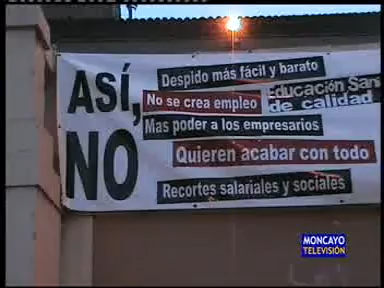 ASÍ,
NO
Despido más fácil y barato
No se crea empleo
Educación San
de calidad
Mas poder a los empresarios
Quieren acabar con todo
Recortes salariales y sociales
MONCAYO
TELEVISIÓN